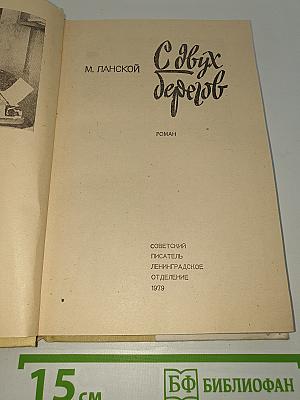 М. ЛАНСКОЙ
С двух
берегов
РОМАН
СОВЕТСКИЙ
ПИСАТЕЛЬ
ЛЕНИНГРАДСКОЕ
ОТДЕЛЕНИЕ
1979
15 см
БФ БИБЛИОФАН